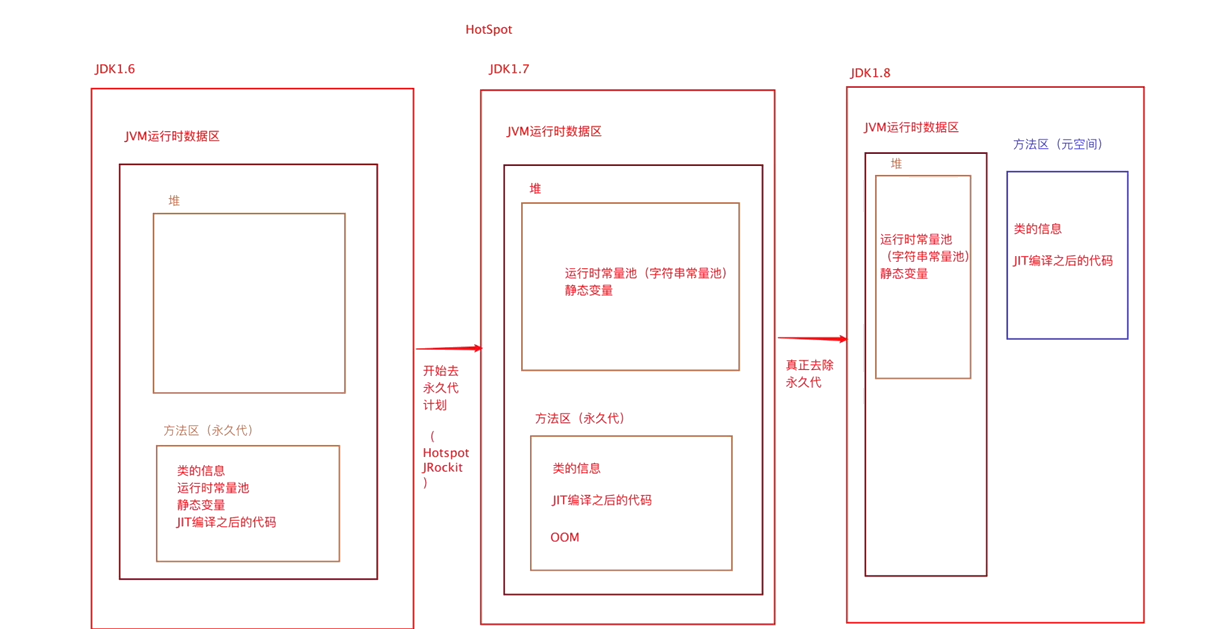 HotSpot
JDK1.6
JVM运行时数据区
堆
方法区（永久代）
类的信息
运行时常量池
静态变量
JIT编译之后的代码
开始去
永久代
计划
（
Hotspot
JRockit
）
JDK1.7
JVM运行时数据区
堆
运行时常量池（字符串常量池）
静态变量
方法区（永久代）
类的信息
JIT编译之后的代码
OOM
真正去除
永久代
JDK1.8
JVM运行时数据区
堆
运行时常量池
（字符串常量池）
静态变量
方法区（元空间）
类的信息
JIT编译之后的代码